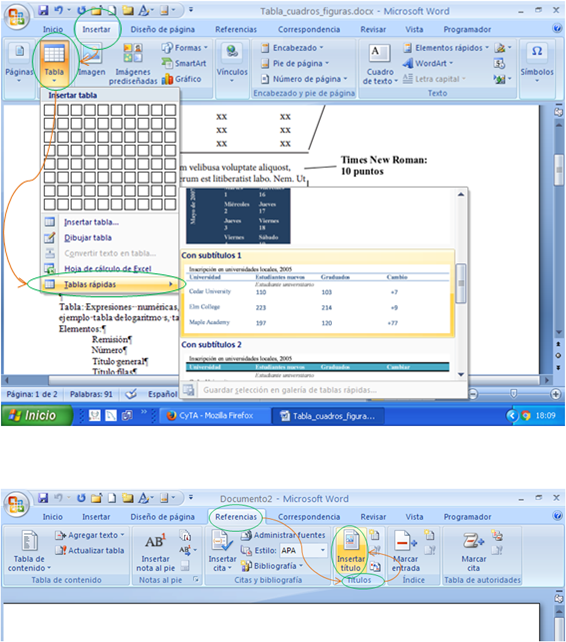 Tabla_cuadros_figuras.docx - Microsoft Word
Inicio Insertar Diseño de página Referencias Correspondencia Revisar Vista Programador
Páginas Tabla Imagen Imágenes prediseñadas Formas SmartArt Gráfico Vínculos Encabezado Pie de página Número de página Cuadro de texto Elementos rápidos WordArt Letra capital Símbolos
Encabezado y pie de página Texto
Insertar tabla
xx xx
xx xx
xx xx
m velibusa voluptate aliquost,
erum est litiberatist labo. Nem. Ut
Times New Roman:
10 puntos
Mayo de
1 16
Miércoles Jueves
2 17
Jueves Viernes
3 18
Viernes Sábado
Insertar tabla...
Dibujar tabla
Convertir texto en tabla...
Hoja de cálculo de Excel
Tablas rápidas
Con subtítulos 1
Inscripción en universidades locales, 2005
Universidad Estudiantes nuevos Graduados Cambio
Estudiante universitario
Cedar University 110 103 +7
Elm College 223 214 +9
Maple Academy 197 120 +77
Con subtítulos 2
Inscripción en universidades locales, 2005
Universidad Estudiantes nuevos Graduados Cambiar
Estudiante universitario
Guardar selección en galería de tablas rápidas...
¶
Tabla: Expresiones numéricas,
ejemplo tabla de logaritmo s, ta
Elementos:
Remisión¶
Número¶
Título general¶
Título filas¶
Página: 1 de 2 Palabras: 91 Español
Inicio CyTA - Mozilla Firefox Tabla_cuadros_figura... 18:09
Documento2 - Microsoft Word
Inicio Insertar Diseño de página Referencias Correspondencia Revisar Vista Programador
Tabla de contenido Agregar texto Actualizar tabla AB¹ Insertar nota al pie AB Insertar cita Administrar fuentes Estilo: APA Bibliografía Insertar título Marcar entrada Marcar cita
Tabla de contenido Notas al pie Citas y bibliografía Títulos Índice Tabla de autoridades